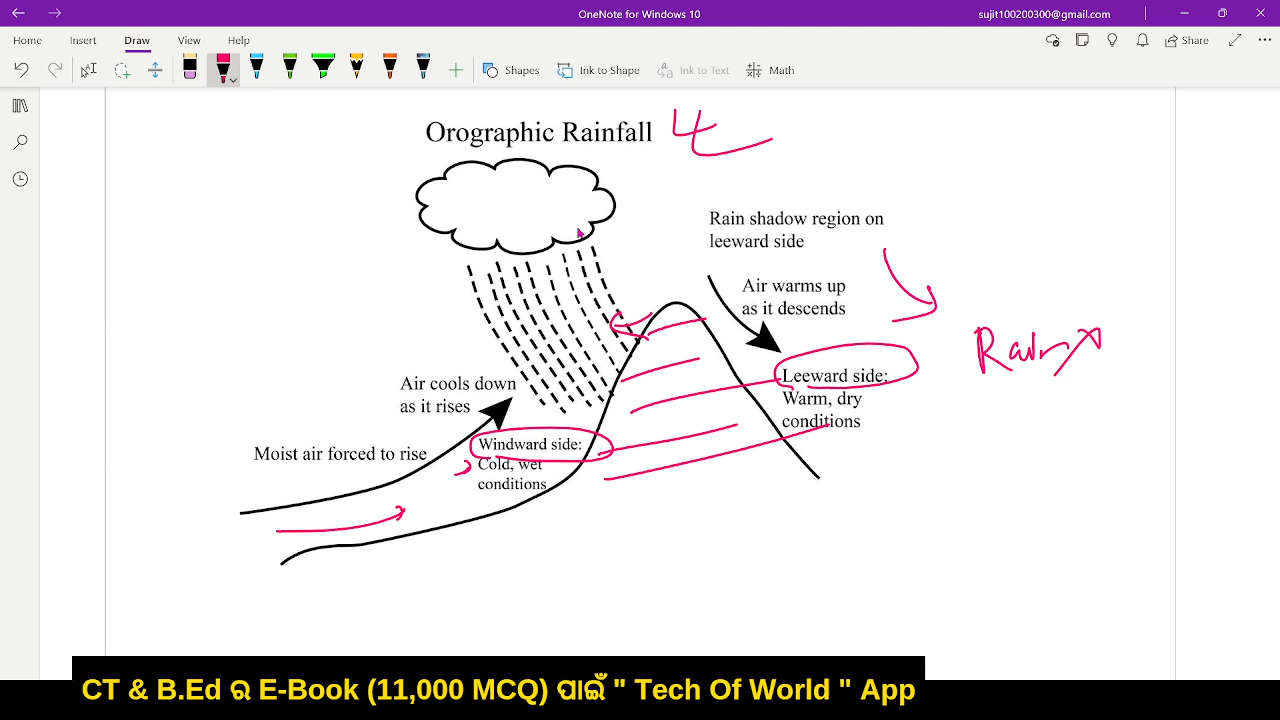 OneNote for Windows 10
sujit100200300@gmail.com
Home Insert Draw View Help
Share
Shapes Ink to Shape Ink to Text Math
Orographic Rainfall
Rain shadow region on
leeward side
Air warms up
as it descends
Rain
Leeward side:
Warm, dry
conditions
Air cools down
as it rises
Windward side:
Cold, wet
conditions
Moist air forced to rise
CT & B.Ed ର E-Book (11,000 MCQ) ପାଇଁ " Tech Of World " App